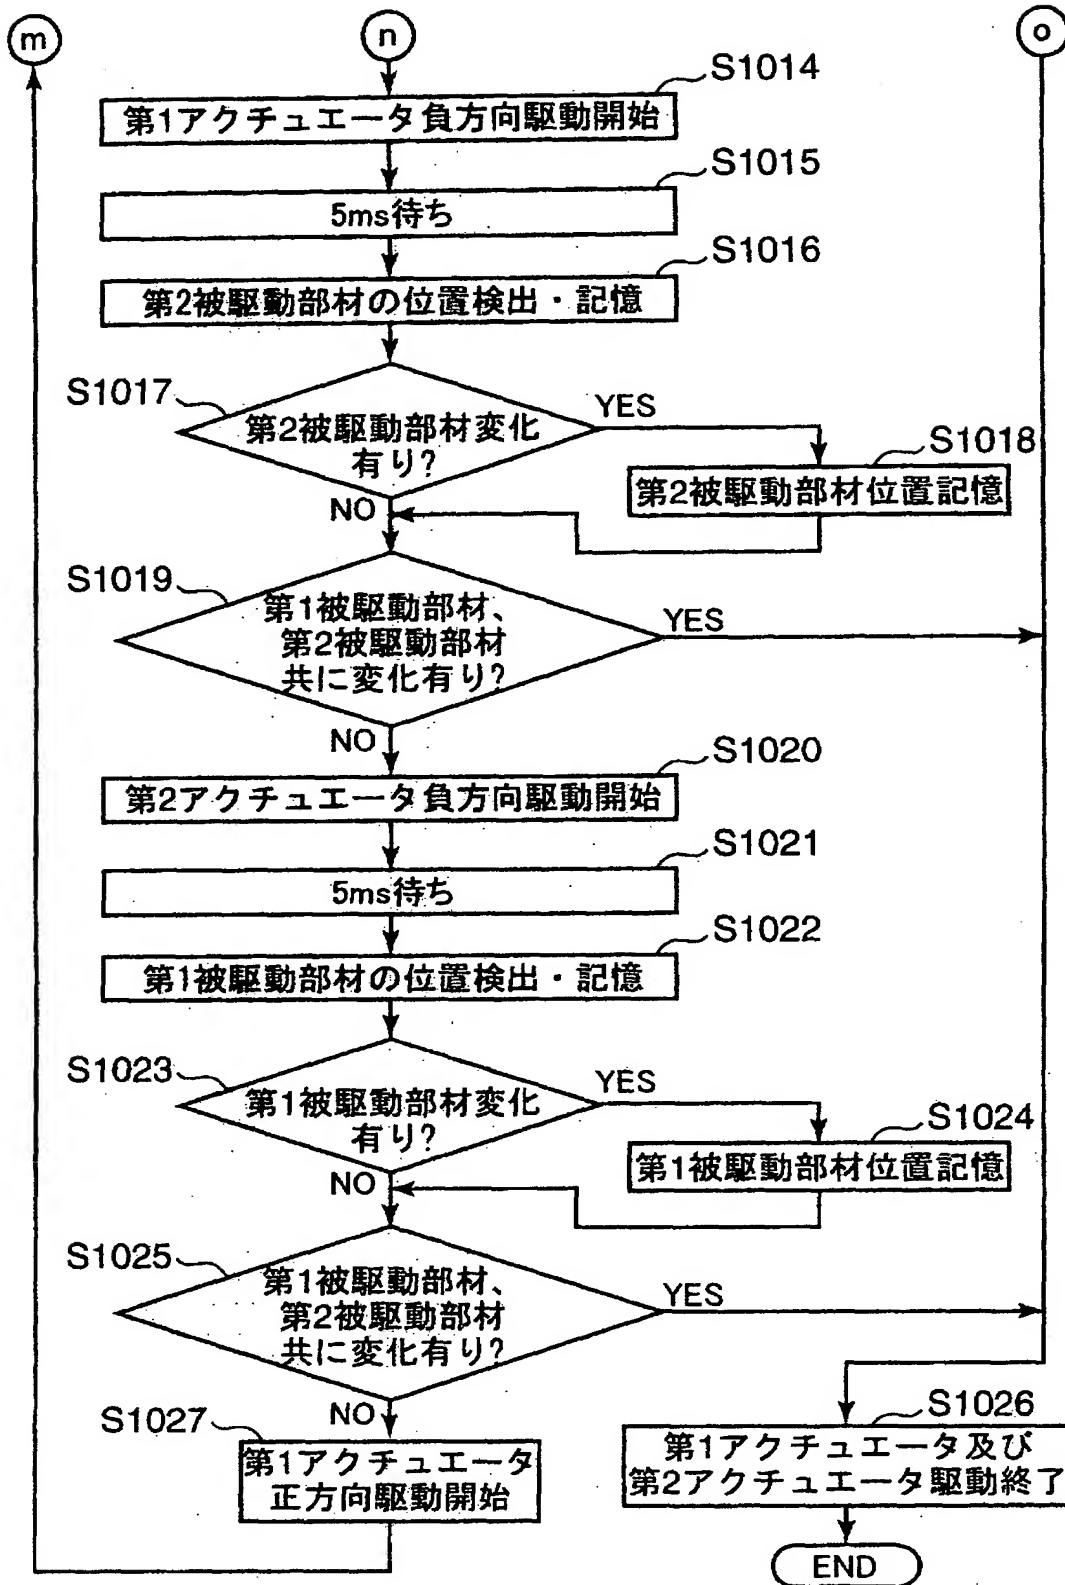 m
n
o
S1014
第1アクチュエータ負方向駆動開始
S1015
5ms待ち
S1016
第2被駆動部材の位置検出・記憶
S1017
第2被駆動部材変化
有り?
YES
S1018
第2被駆動部材位置記憶
NO
S1019
第1被駆動部材、
第2被駆動部材
共に変化有り?
YES
NO
S1020
第2アクチュエータ負方向駆動開始
S1021
5ms待ち
S1022
第1被駆動部材の位置検出・記憶
S1023
第1被駆動部材変化
有り?
YES
S1024
第1被駆動部材位置記憶
NO
S1025
第1被駆動部材、
第2被駆動部材
共に変化有り?
YES
NO
S1027
第1アクチュエータ
正方向駆動開始
S1026
第1アクチュエータ及び
第2アクチュエータ駆動終了
END